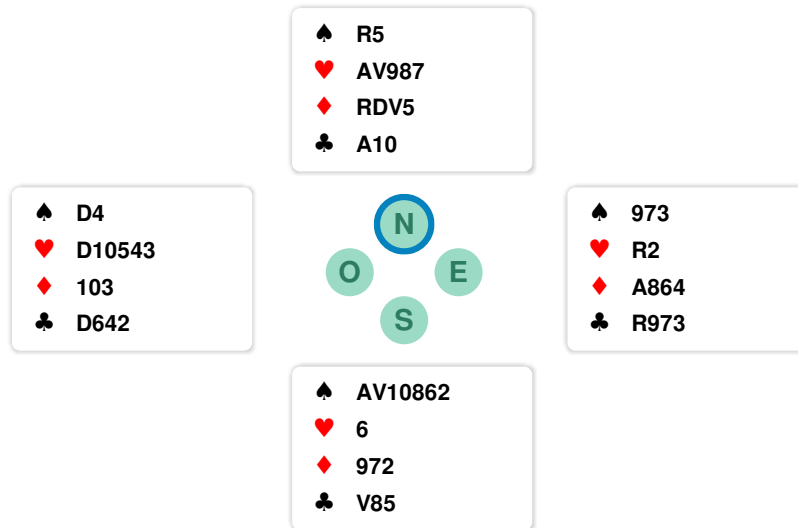 ♠ R5
♥ AV987
♦ RDV5
♣ A10
♠ D4
♥ D10543
♦ 103
♣ D642
N
O E
S
♠ 973
♥ R2
♦ A864
♣ R973
♠ AV10862
♥ 6
♦ 972
♣ V85